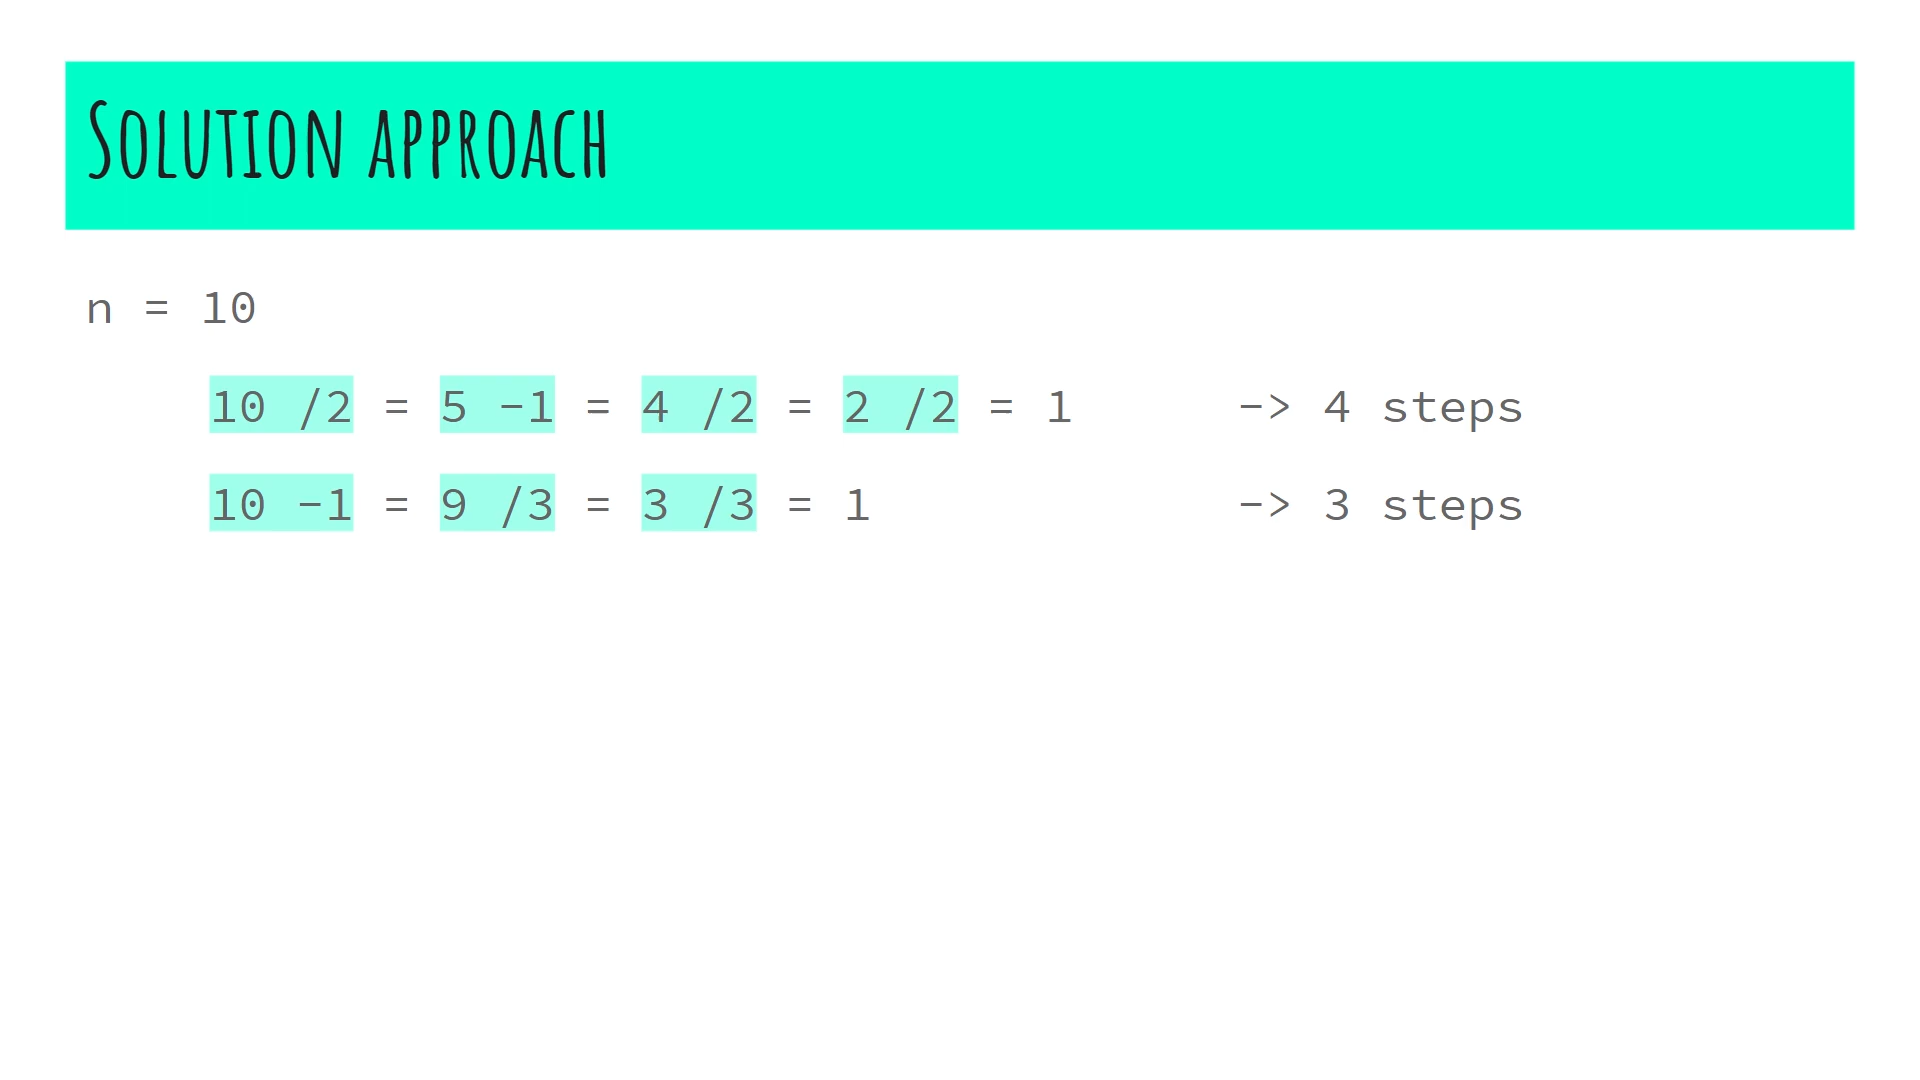 Solution approach
n = 10
10 /2 = 5 -1 = 4 /2 = 2 /2 = 1 -> 4 steps
10 -1 = 9 /3 = 3 /3 = 1 -> 3 steps